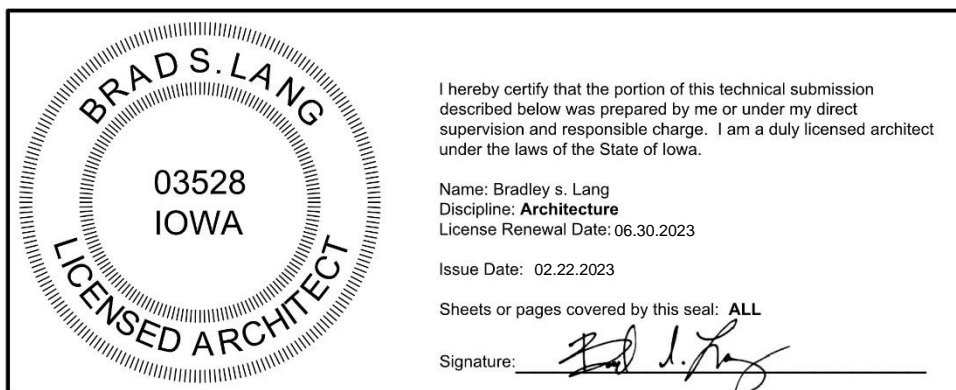 BRAD S. LANG
03528
IOWA
LICENSED ARCHITECT
I hereby certify that the portion of this technical submission
described below was prepared by me or under my direct
supervision and responsible charge.  I am a duly licensed architect
under the laws of the State of Iowa.
Name: Bradley s. Lang
Discipline: Architecture
License Renewal Date: 06.30.2023
Issue Date:  02.22.2023
Sheets or pages covered by this seal:  ALL
Signature: Brad S. Lang